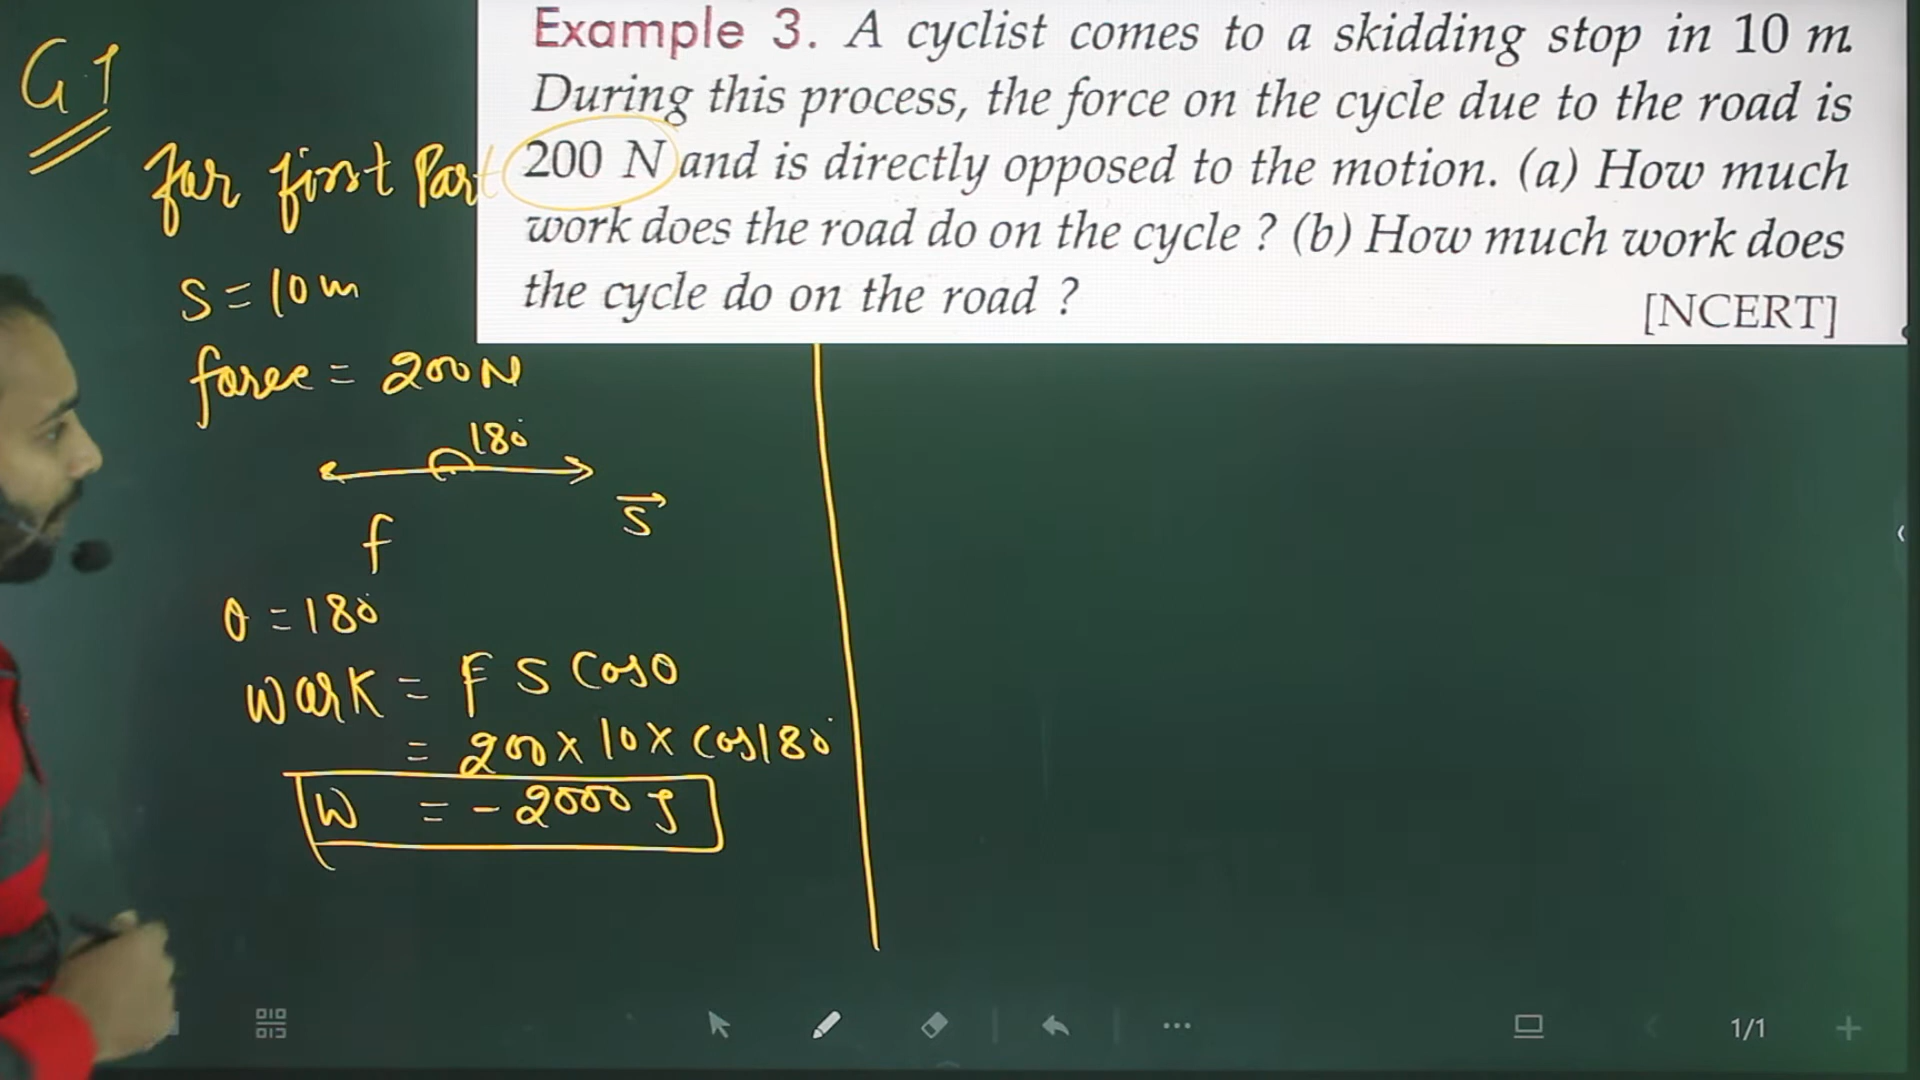 G1
Example 3. A cyclist comes to a skidding stop in 10 m.
During this process, the force on the cycle due to the road is
200 N and is directly opposed to the motion. (a) How much
work does the road do on the cycle ? (b) How much work does
the cycle do on the road ?
[NCERT]
For first Part
S = 10 m
force = 200 N
180°
f
S
θ = 180°
Work = F S Cosθ
= 200 × 10 × Cos180°
W = - 2000 J
1/1